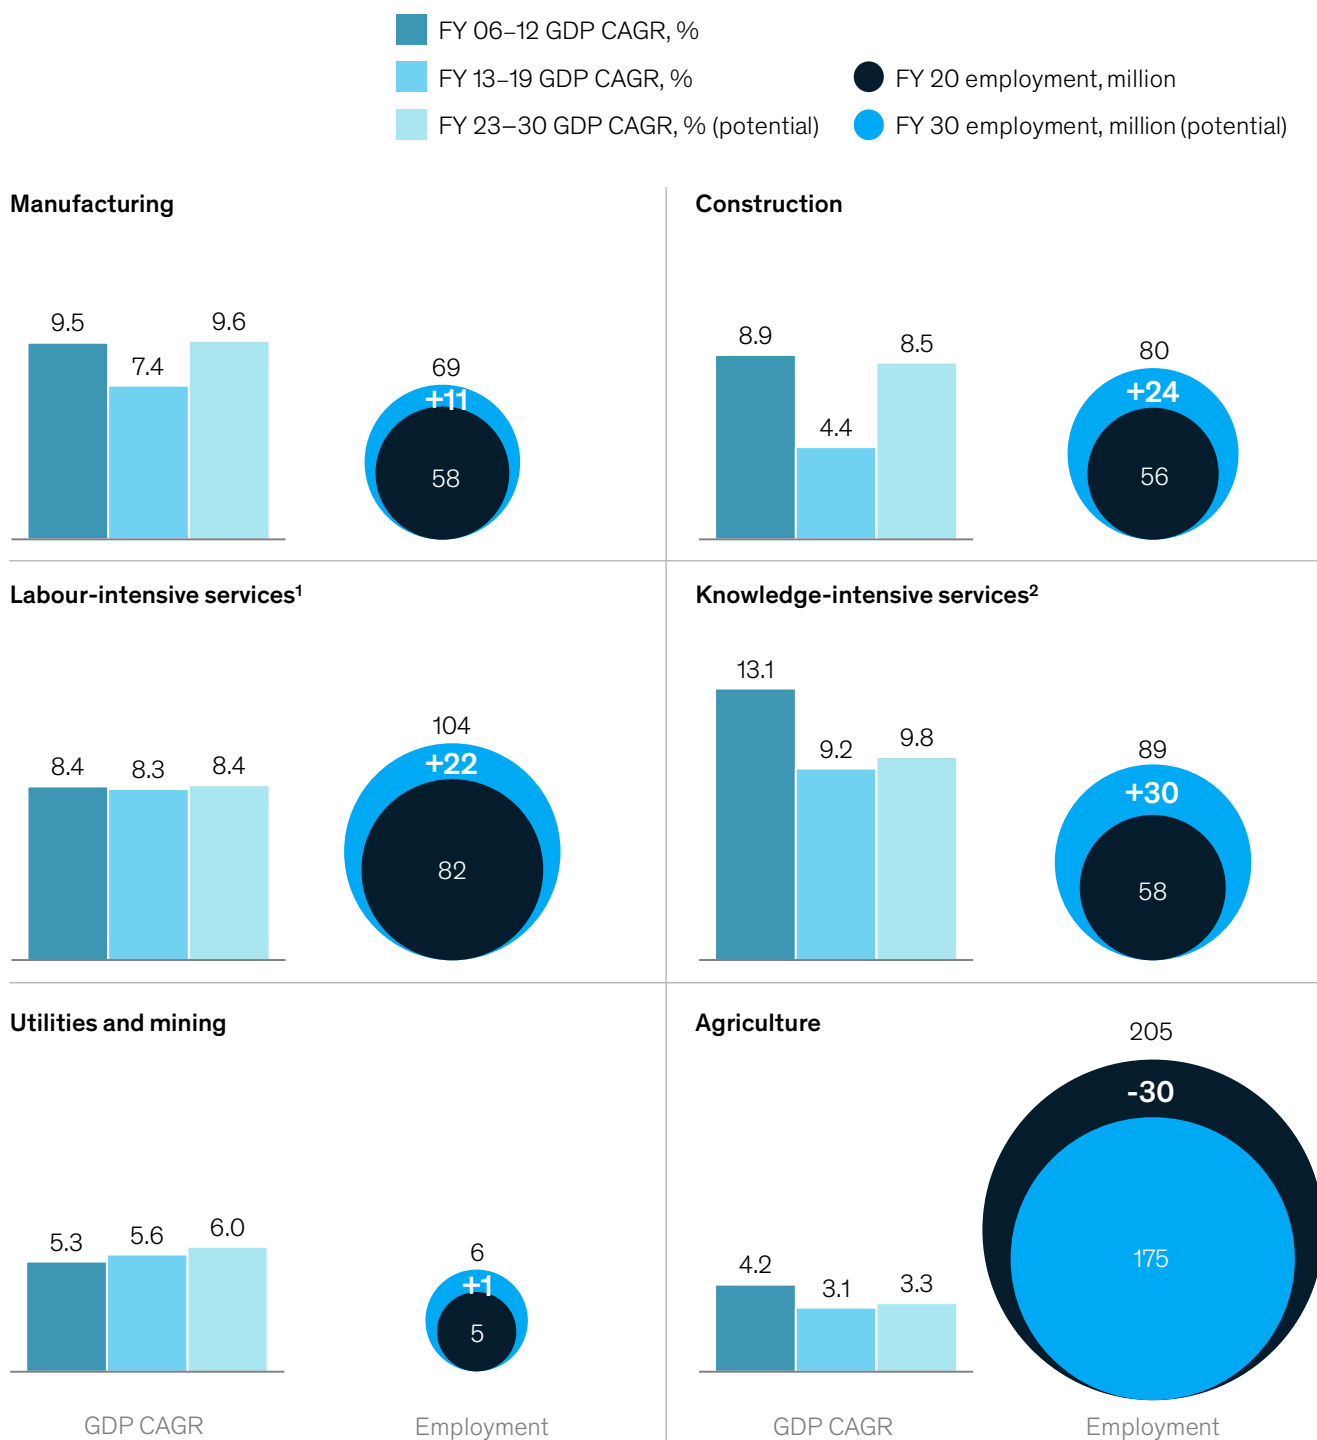 FY 06–12 GDP CAGR, %
FY 13–19 GDP CAGR, %
FY 23–30 GDP CAGR, % (potential)
FY 20 employment, million
FY 30 employment, million (potential)
Manufacturing
9.5
7.4
9.6
69
+11
58
Construction
8.9
4.4
8.5
80
+24
56
Labour-intensive services¹
8.4
8.3
8.4
104
+22
82
Knowledge-intensive services²
13.1
9.2
9.8
89
+30
58
Utilities and mining
5.3
5.6
6.0
6
+1
5
Agriculture
4.2
3.1
3.3
205
-30
175
GDP CAGR
Employment
GDP CAGR
Employment